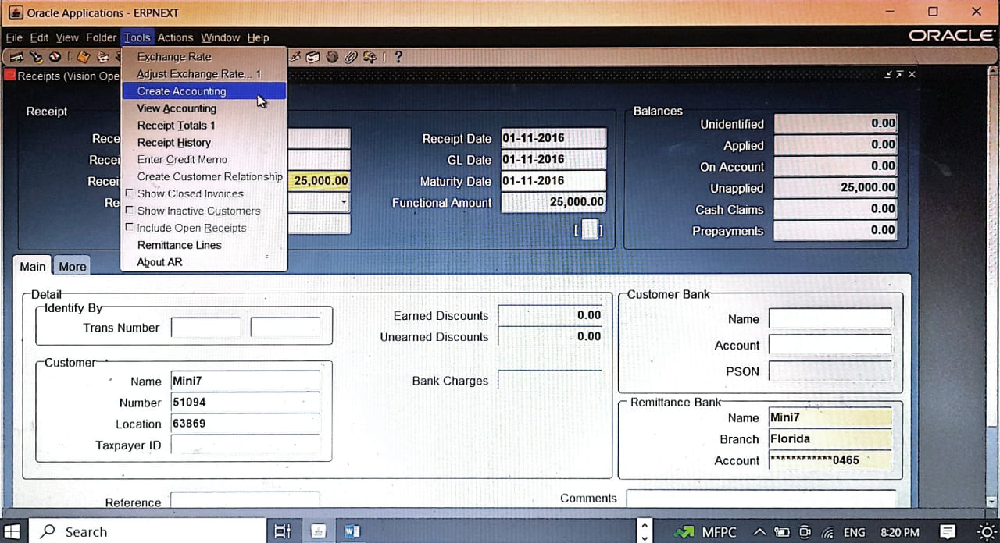 Oracle Applications - ERPNEXT
File Edit View Folder Tools Actions Window Help
ORACLE
Receipts (Vision Ope
Exchange Rate
Adjust Exchange Rate... 1
Create Accounting
View Accounting
Receipt Totals 1
Receipt History
Enter Credit Memo
Create Customer Relationship
Show Closed Invoices
Show Inactive Customers
Include Open Receipts
Remittance Lines
About AR
Receipt
Rece
Recei
Recei 25,000.00
Re
Receipt Date 01-11-2016
GL Date 01-11-2016
Maturity Date 01-11-2016
Functional Amount 25,000.00
[ ]
Balances
Unidentified 0.00
Applied 0.00
On Account 0.00
Unapplied 25,000.00
Cash Claims 0.00
Prepayments 0.00
Main More
Detail
Identify By
Trans Number
Customer
Name Mini7
Number 51094
Location 63869
Taxpayer ID
Earned Discounts 0.00
Unearned Discounts 0.00
Bank Charges
Customer Bank
Name
Account
PSON
Remittance Bank
Name Mini7
Branch Florida
Account ************0465
Reference
Comments
Search
MFPC ENG 8:20 PM